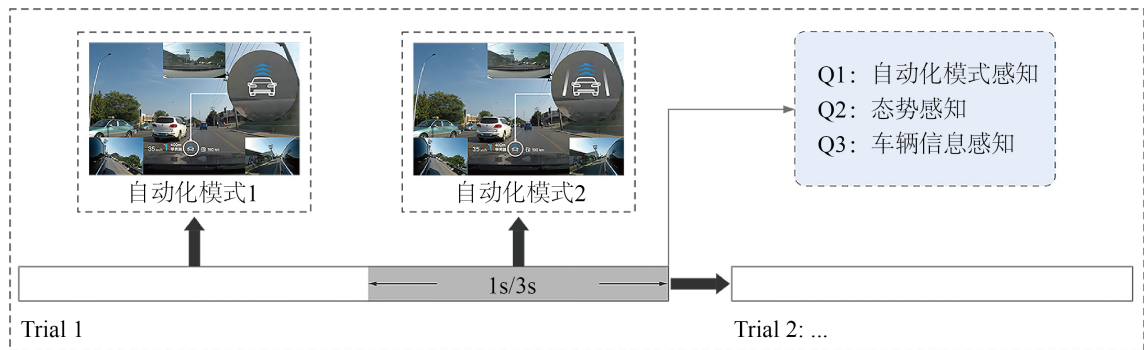 自动化模式1
自动化模式2
Q1：自动化模式感知
Q2：态势感知
Q3：车辆信息感知
1s/3s
Trial 1
Trial 2: ...